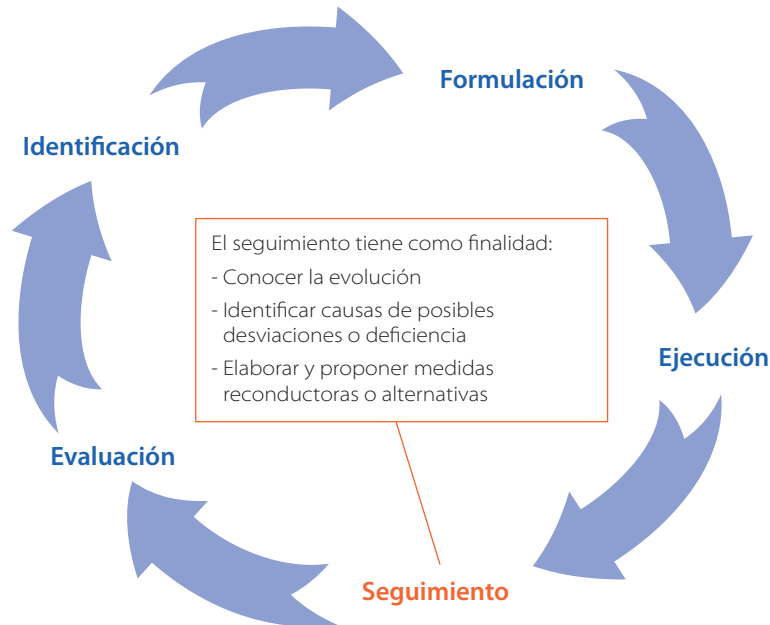 Formulación
Identificación
El seguimiento tiene como finalidad:
- Conocer la evolución
- Identificar causas de posibles
desviaciones o deficiencia
- Elaborar y proponer medidas
reconductoras o alternativas
Ejecución
Evaluación
Seguimiento